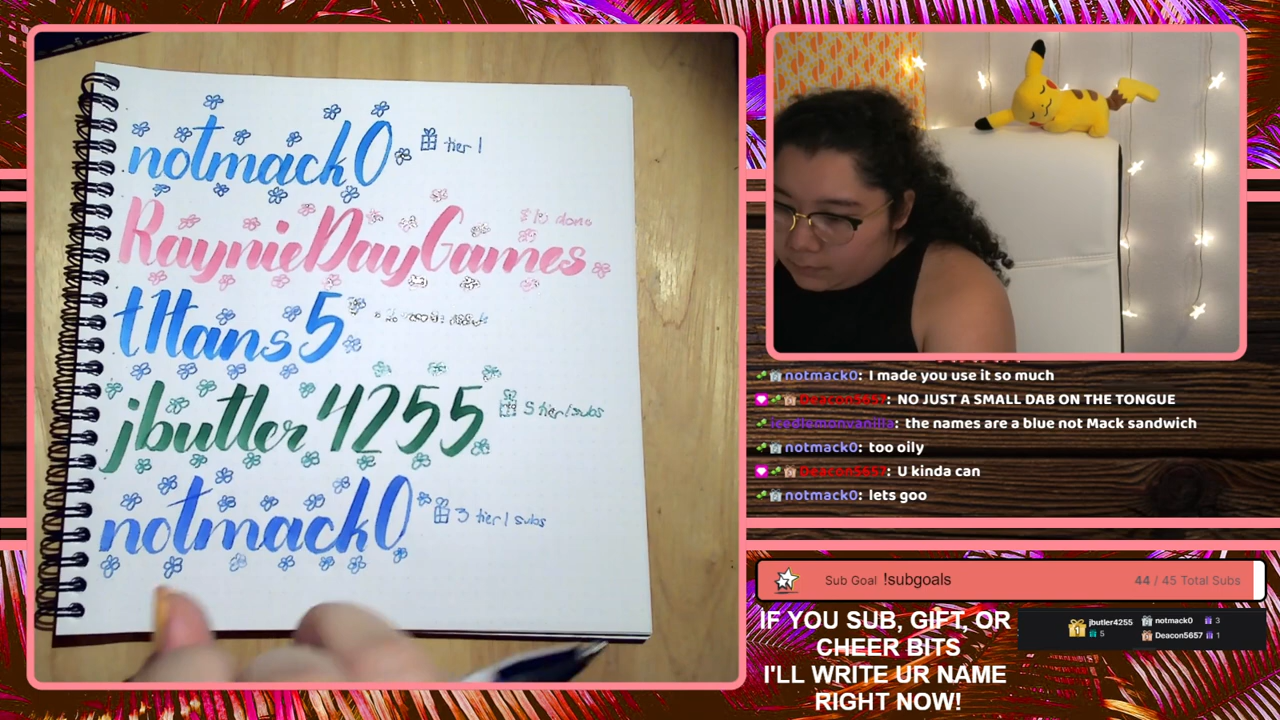 notmack0 tier 1
RaynieDayGames
tHans5
jbutler4255 5 tier 1 subs
notmack0 3 tier 1 subs
notmack0: I made you use it so much
Deacon5657: NO JUST A SMALL DAB ON THE TONGUE
icedlemonvanilla: the names are a blue not Mack sandwich
notmack0: too oily
Deacon5657: U kinda can
notmack0: lets goo
Sub Goal !subgoals 44 / 45 Total Subs
IF YOU SUB, GIFT, OR
CHEER BITS
I'LL WRITE UR NAME
RIGHT NOW!
1 jbutler4255 5
notmack0 3
Deacon5657 1